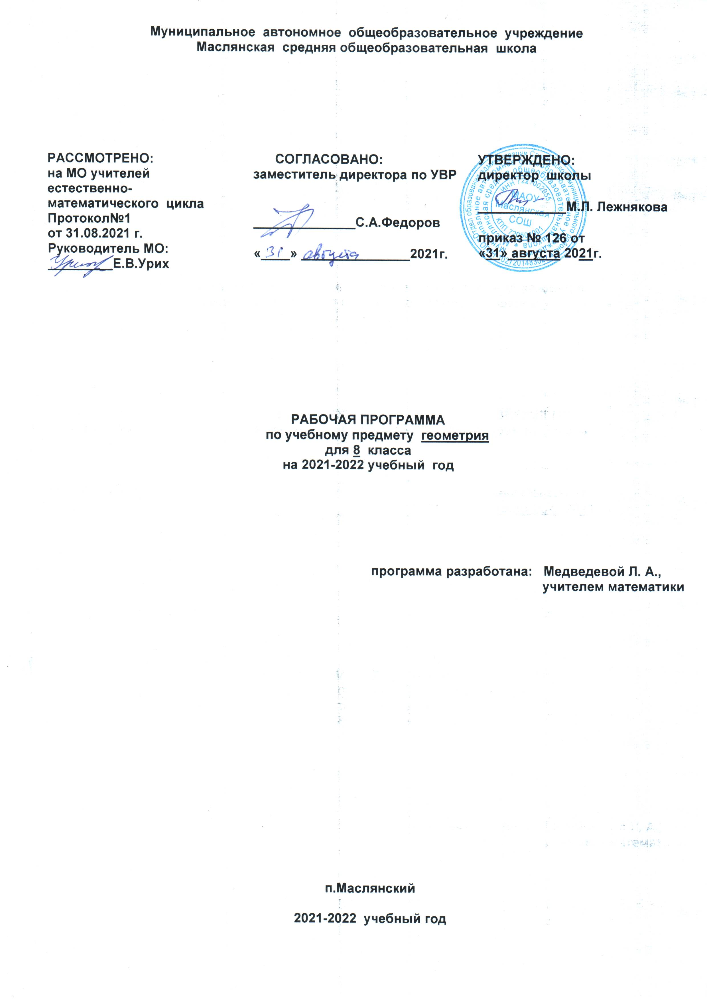 Муниципальное автономное общеобразовательное учреждение
Маслянская средняя общеобразовательная школа
РАССМОТРЕНО:
на МО учителей
естественно-
математического цикла
Протокол№1
от 31.08.2021 г.
Руководитель МО:
__________Е.В.Урих
СОГЛАСОВАНО:
заместитель директора по УВР
______________С.А.Федоров
«31» августа 2021г.
УТВЕРЖДЕНО:
директор школы
____________М.Л. Лежнякова
приказ № 126 от
«31» августа 2021г.
МАОУ
Маслянская
СОШ
РАБОЧАЯ ПРОГРАММА
по учебному предмету геометрия
для 8 класса
на 2021-2022 учебный год
программа разработана: Медведевой Л. А.,
учителем математики
п.Маслянский
2021-2022 учебный год